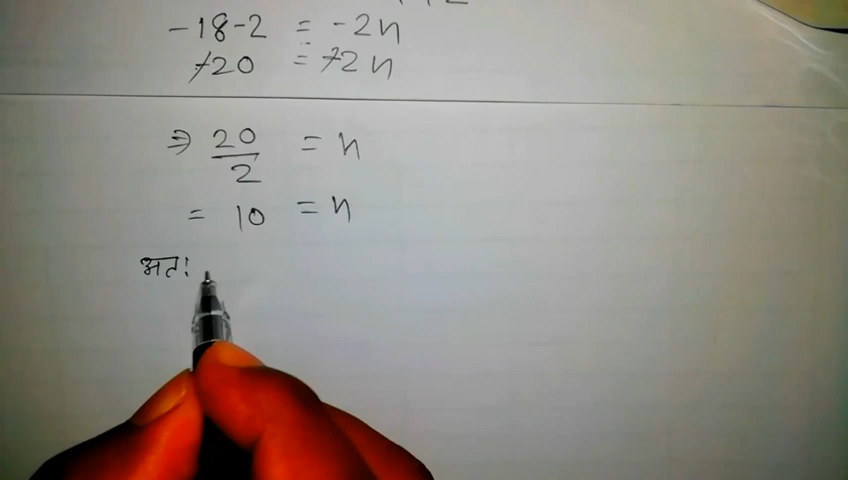 -18-2 = -2n
-20 = -2n
⇒ 20/2 = n
= 10 = n
अतः